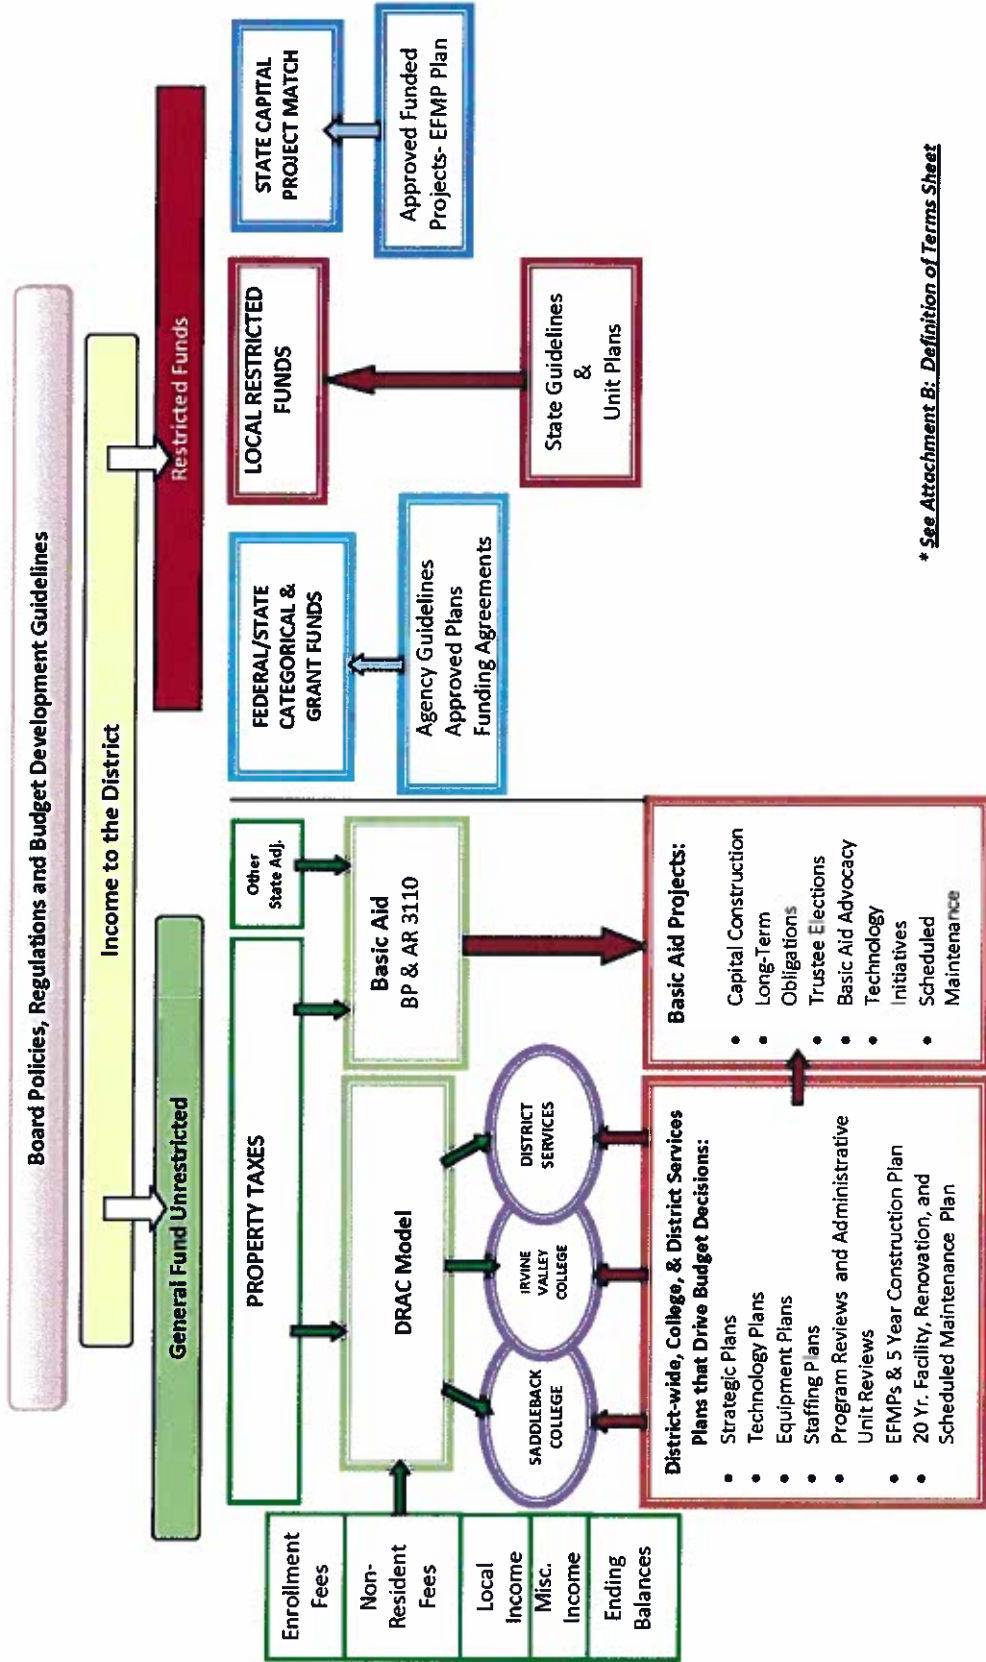 Board Policies, Regulations and Budget Development Guidelines
Income to the District
General Fund Unrestricted
Restricted Funds
Enrollment
Fees
Non-
Resident
Fees
Local
Income
Misc.
Income
Ending
Balances
PROPERTY TAXES
Other
State Adj.
DRAC Model
Basic Aid
BP & AR 3110
SADDLEBACK
COLLEGE
IRVINE
VALLEY
COLLEGE
DISTRICT
SERVICES
District-wide, College, & District Services
Plans that Drive Budget Decisions:
• Strategic Plans
• Technology Plans
• Equipment Plans
• Staffing Plans
• Program Reviews and Administrative
Unit Reviews
• EFMPs & 5 Year Construction Plan
• 20 Yr. Facility, Renovation, and
Scheduled Maintenance Plan
Basic Aid Projects:
• Capital Construction
• Long-Term
Obligations
• Trustee Elections
• Basic Aid Advocacy
• Technology
Initiatives
• Scheduled
Maintenance
FEDERAL/STATE
CATEGORICAL &
GRANT FUNDS
Agency Guidelines
Approved Plans
Funding Agreements
LOCAL RESTRICTED
FUNDS
State Guidelines
&
Unit Plans
STATE CAPITAL
PROJECT MATCH
Approved Funded
Projects- EFMP Plan
* See Attachment B: Definition of Terms Sheet